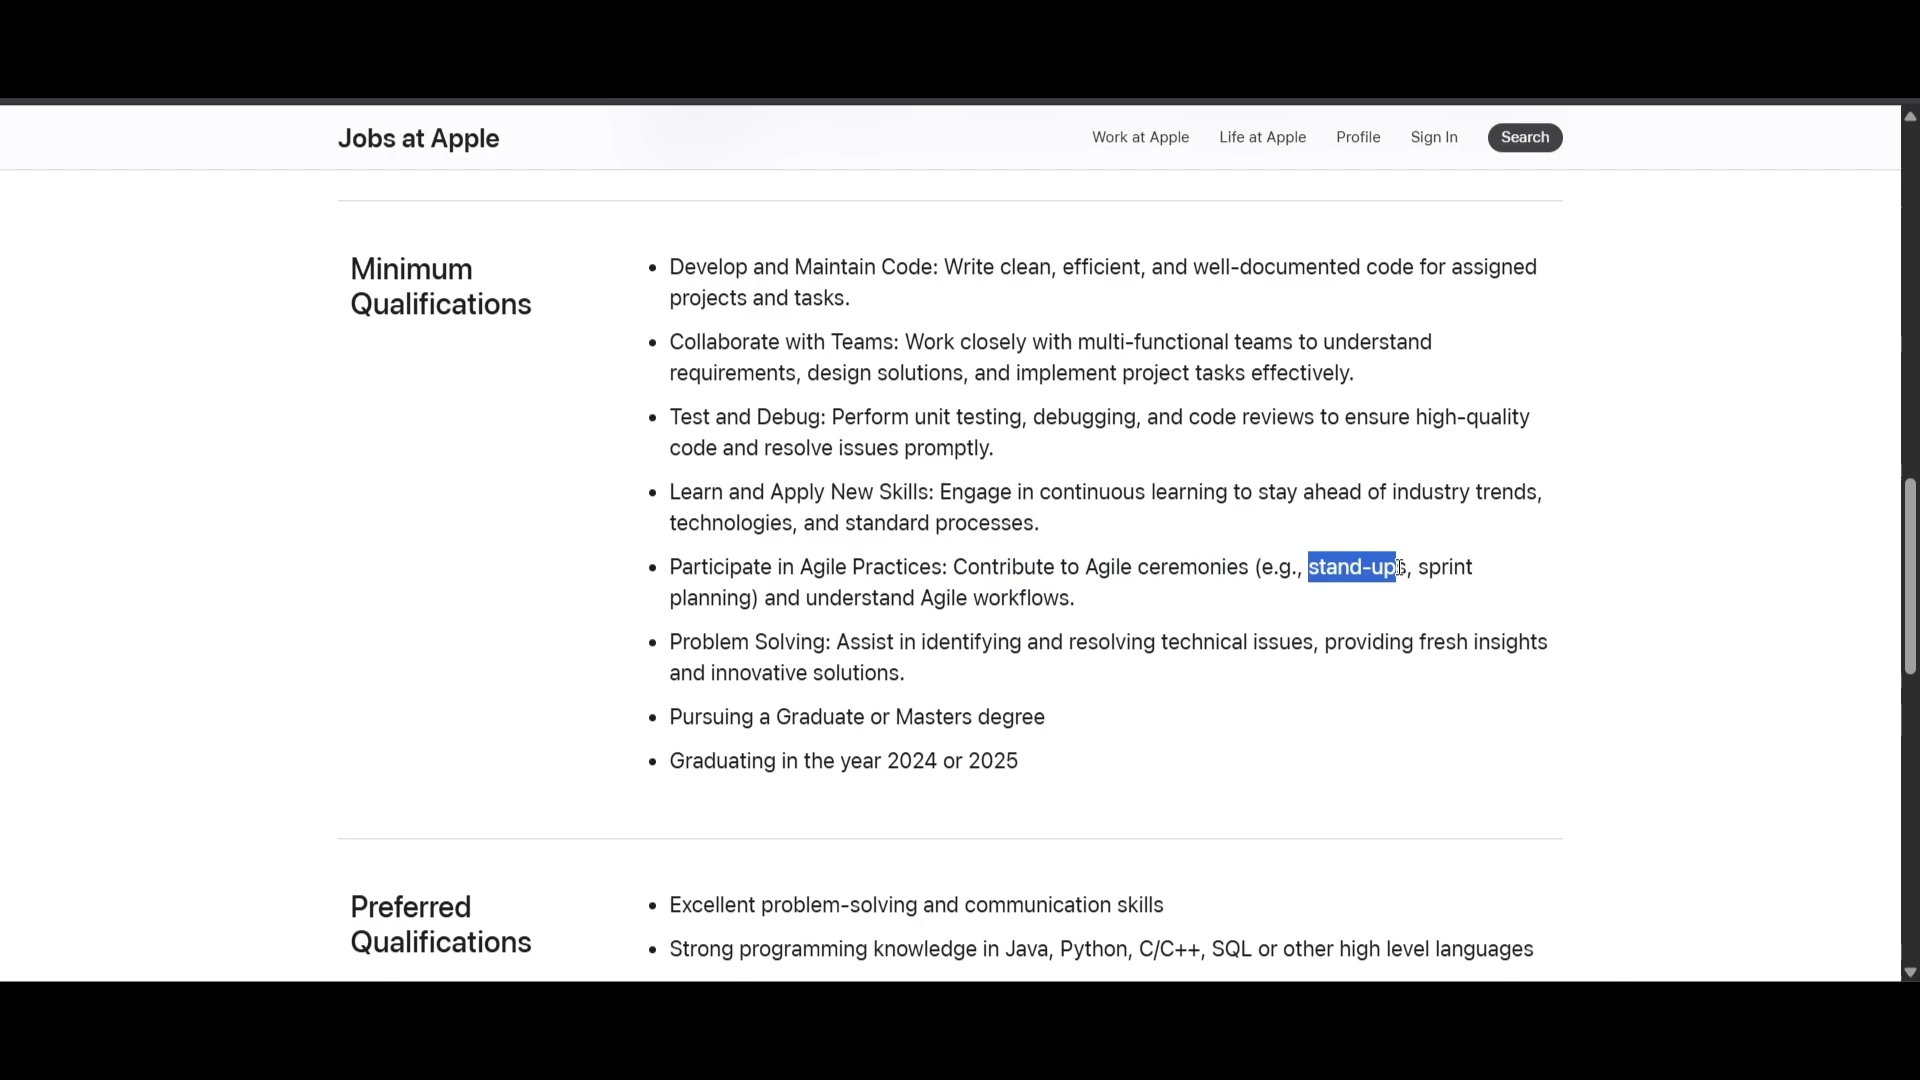 Jobs at Apple
Work at Apple Life at Apple Profile Sign In Search
Minimum
Qualifications
• Develop and Maintain Code: Write clean, efficient, and well-documented code for assigned
projects and tasks.
• Collaborate with Teams: Work closely with multi-functional teams to understand
requirements, design solutions, and implement project tasks effectively.
• Test and Debug: Perform unit testing, debugging, and code reviews to ensure high-quality
code and resolve issues promptly.
• Learn and Apply New Skills: Engage in continuous learning to stay ahead of industry trends,
technologies, and standard processes.
• Participate in Agile Practices: Contribute to Agile ceremonies (e.g., stand-ups, sprint
planning) and understand Agile workflows.
• Problem Solving: Assist in identifying and resolving technical issues, providing fresh insights
and innovative solutions.
• Pursuing a Graduate or Masters degree
• Graduating in the year 2024 or 2025
Preferred
Qualifications
• Excellent problem-solving and communication skills
• Strong programming knowledge in Java, Python, C/C++, SQL or other high level languages